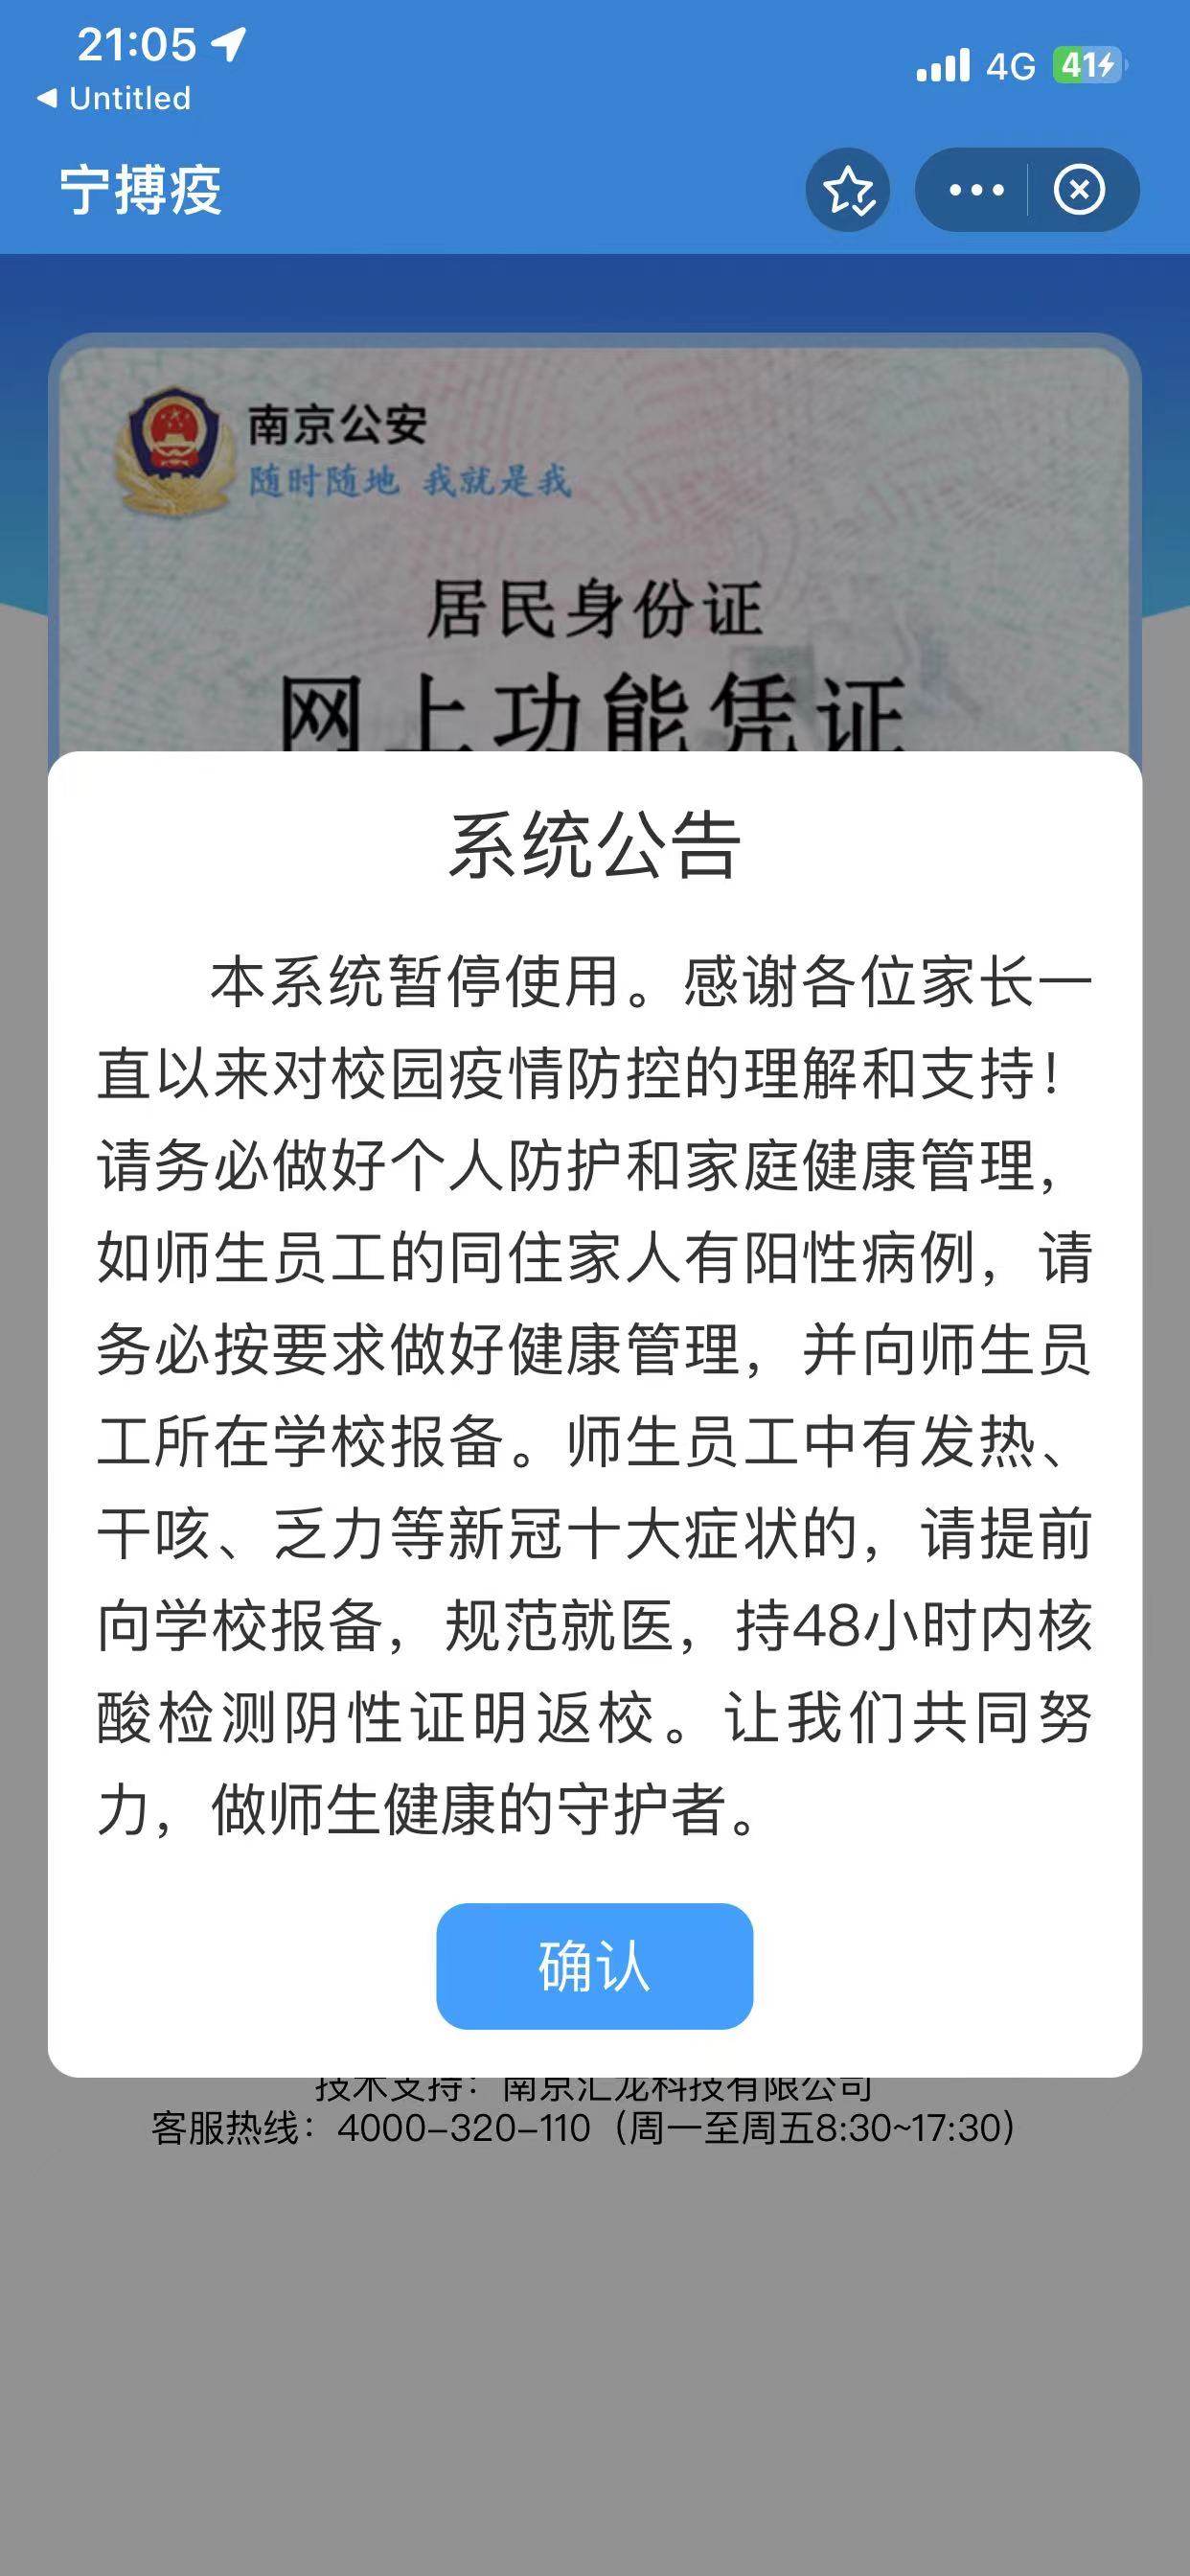 21:05
4G
41
Untitled
宁搏疫
南京公安
随时随地 我就是我
居民身份证
网上功能凭证
系统公告
本系统暂停使用。感谢各位家长一
直以来对校园疫情防控的理解和支持！
请务必做好个人防护和家庭健康管理，
如师生员工的同住家人有阳性病例，请
务必按要求做好健康管理，并向师生员
工所在学校报备。师生员工中有发热、
干咳、乏力等新冠十大症状的，请提前
向学校报备，规范就医，持48小时内核
酸检测阴性证明返校。让我们共同努
力，做师生健康的守护者。
确认
技术支持：南京汇龙科技有限公司
客服热线：4000-320-110（周一至周五8:30~17:30）